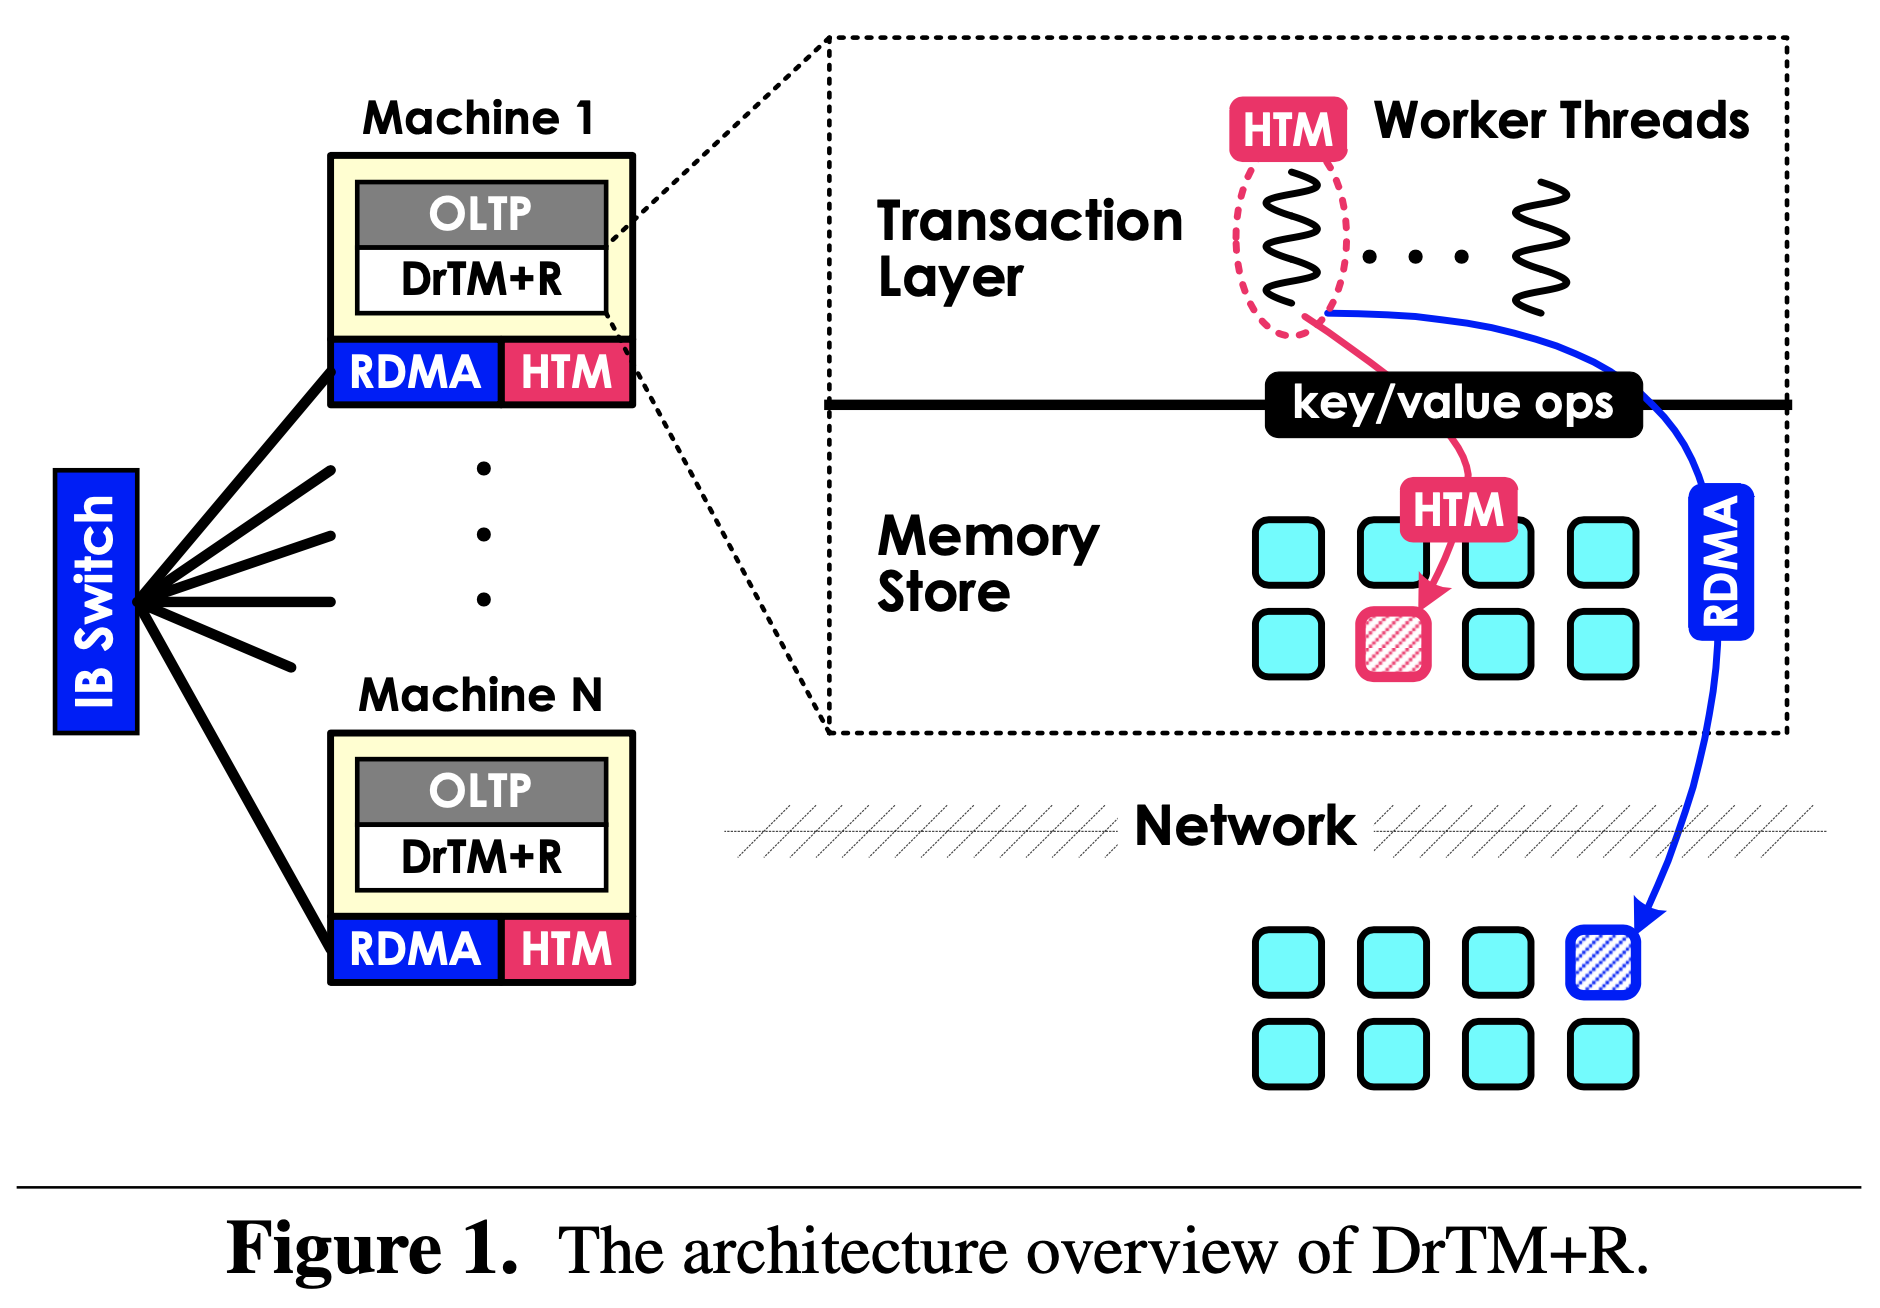 Machine 1
OLTP
DrTM+R
RDMA
HTM
IB Switch
Machine N
OLTP
DrTM+R
RDMA
HTM
HTM
Worker Threads
Transaction
Layer
key/value ops
HTM
RDMA
Memory
Store
Network
Figure 1. The architecture overview of DrTM+R.